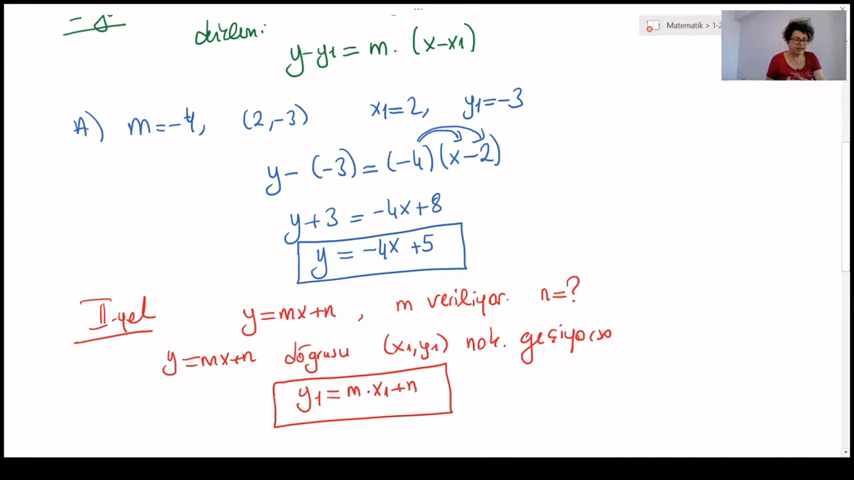 denklem:
y-y1 = m. (x-x1)
Matematik > 1-2
A) m=-4, (2,-3) x1=2, y1=-3
y-(-3) = (-4)(x-2)
y+3 = -4x+8
y = -4x+5
II.yol y=mx+n, m veriliyor. n=?
y=mx+n doğrusu (x1,y1) nok. geçiyorsa
y1 = m.x1+n